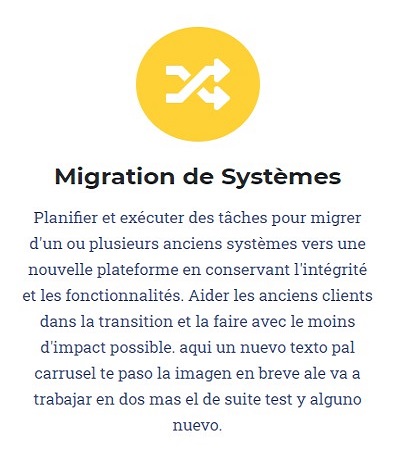 Migration de Systèmes
Planifier et exécuter des tâches pour migrer
d'un ou plusieurs anciens systèmes vers une
nouvelle plateforme en conservant l'intégrité
et les fonctionnalités. Aider les anciens clients
dans la transition et la faire avec le moins
d'impact possible. aqui un nuevo texto pal
carrusel te paso la imagen en breve ale va a
trabajar en dos mas el de suite test y alguno
nuevo.